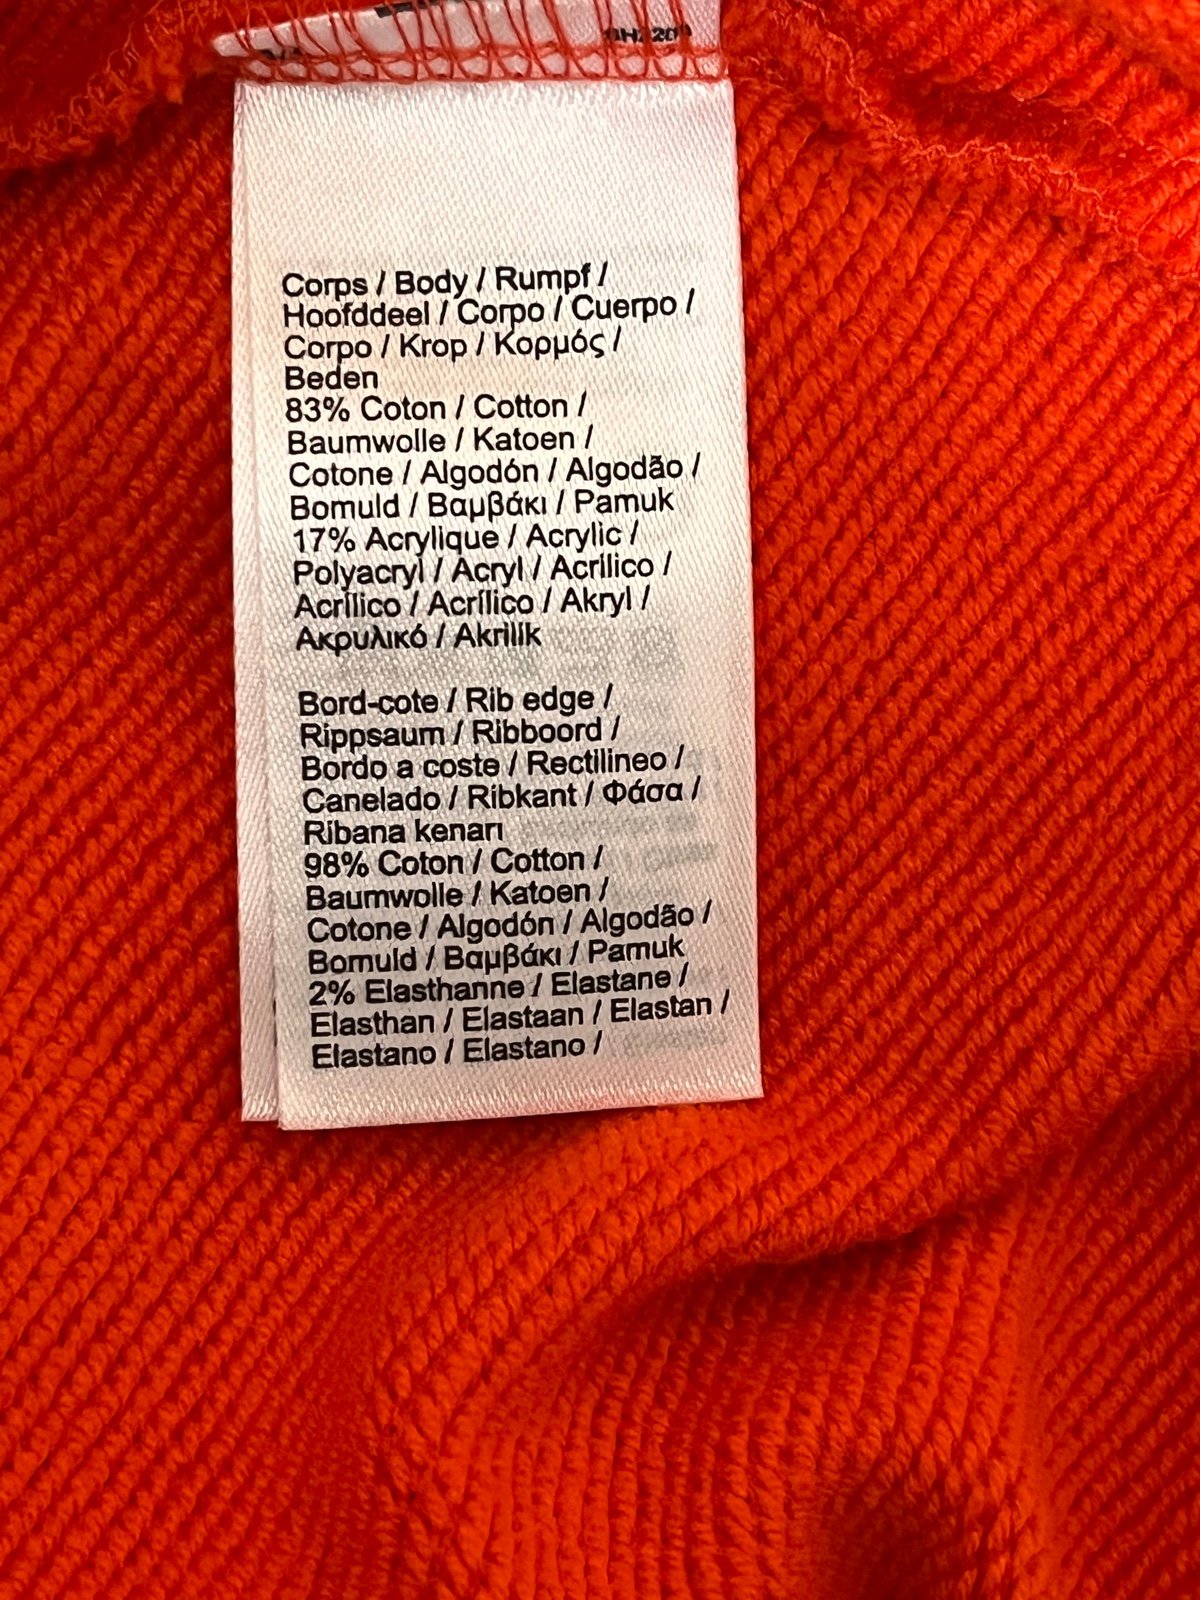 Corps / Body / Rumpf /
Hoofddeel / Corpo / Cuerpo /
Corpo / Krop / Κορμός /
Beden
83% Coton / Cotton /
Baumwolle / Katoen /
Cotone / Algodón / Algodão /
Bomuld / Βαμβάκι / Pamuk
17% Acrylique / Acrylic /
Polyacryl / Acryl / Acrílico /
Acrílico / Acrílico / Akryl /
Ακρυλικό / Akrilik
Bord-cote / Rib edge /
Rippsaum / Ribboord /
Bordo a coste / Rectilineo /
Canelado / Ribkant / Φάσα /
Ribana kenarı
98% Coton / Cotton /
Baumwolle / Katoen /
Cotone / Algodón / Algodão /
Bomuld / Βαμβάκι / Pamuk
2% Elasthanne / Elastane /
Elasthan / Elastaan / Elastan /
Elastano / Elastano /